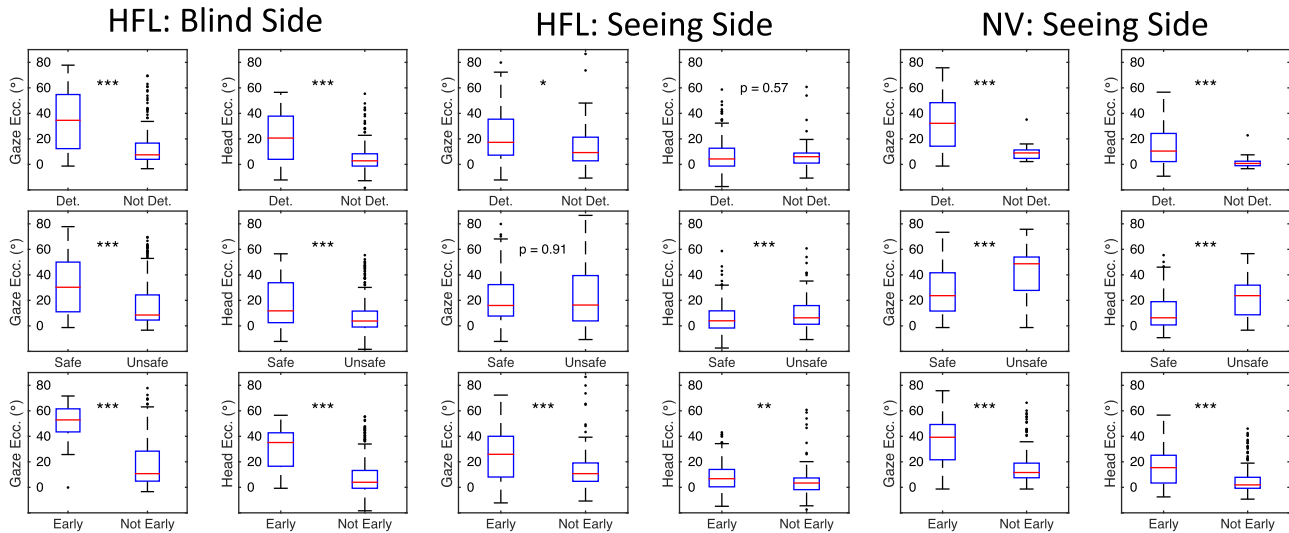 HFL: Blind Side HFL: Seeing Side NV: Seeing Side
Gaze Ecc. (°) 80 60 40 20 0 *** Det. Not Det.
Head Ecc. (°) 80 60 40 20 0 *** Det. Not Det.
Gaze Ecc. (°) 80 60 40 20 0 * Det. Not Det.
Head Ecc. (°) 80 60 40 20 0 p = 0.57 Det. Not Det.
Gaze Ecc. (°) 80 60 40 20 0 *** Det. Not Det.
Head Ecc. (°) 80 60 40 20 0 *** Det. Not Det.
Gaze Ecc. (°) 80 60 40 20 0 *** Safe Unsafe
Head Ecc. (°) 80 60 40 20 0 *** Safe Unsafe
Gaze Ecc. (°) 80 60 40 20 0 p = 0.91 Safe Unsafe
Head Ecc. (°) 80 60 40 20 0 *** Safe Unsafe
Gaze Ecc. (°) 80 60 40 20 0 *** Safe Unsafe
Head Ecc. (°) 80 60 40 20 0 *** Safe Unsafe
Gaze Ecc. (°) 80 60 40 20 0 *** Early Not Early
Head Ecc. (°) 80 60 40 20 0 *** Early Not Early
Gaze Ecc. (°) 80 60 40 20 0 *** Early Not Early
Head Ecc. (°) 80 60 40 20 0 ** Early Not Early
Gaze Ecc. (°) 80 60 40 20 0 *** Early Not Early
Head Ecc. (°) 80 60 40 20 0 *** Early Not Early